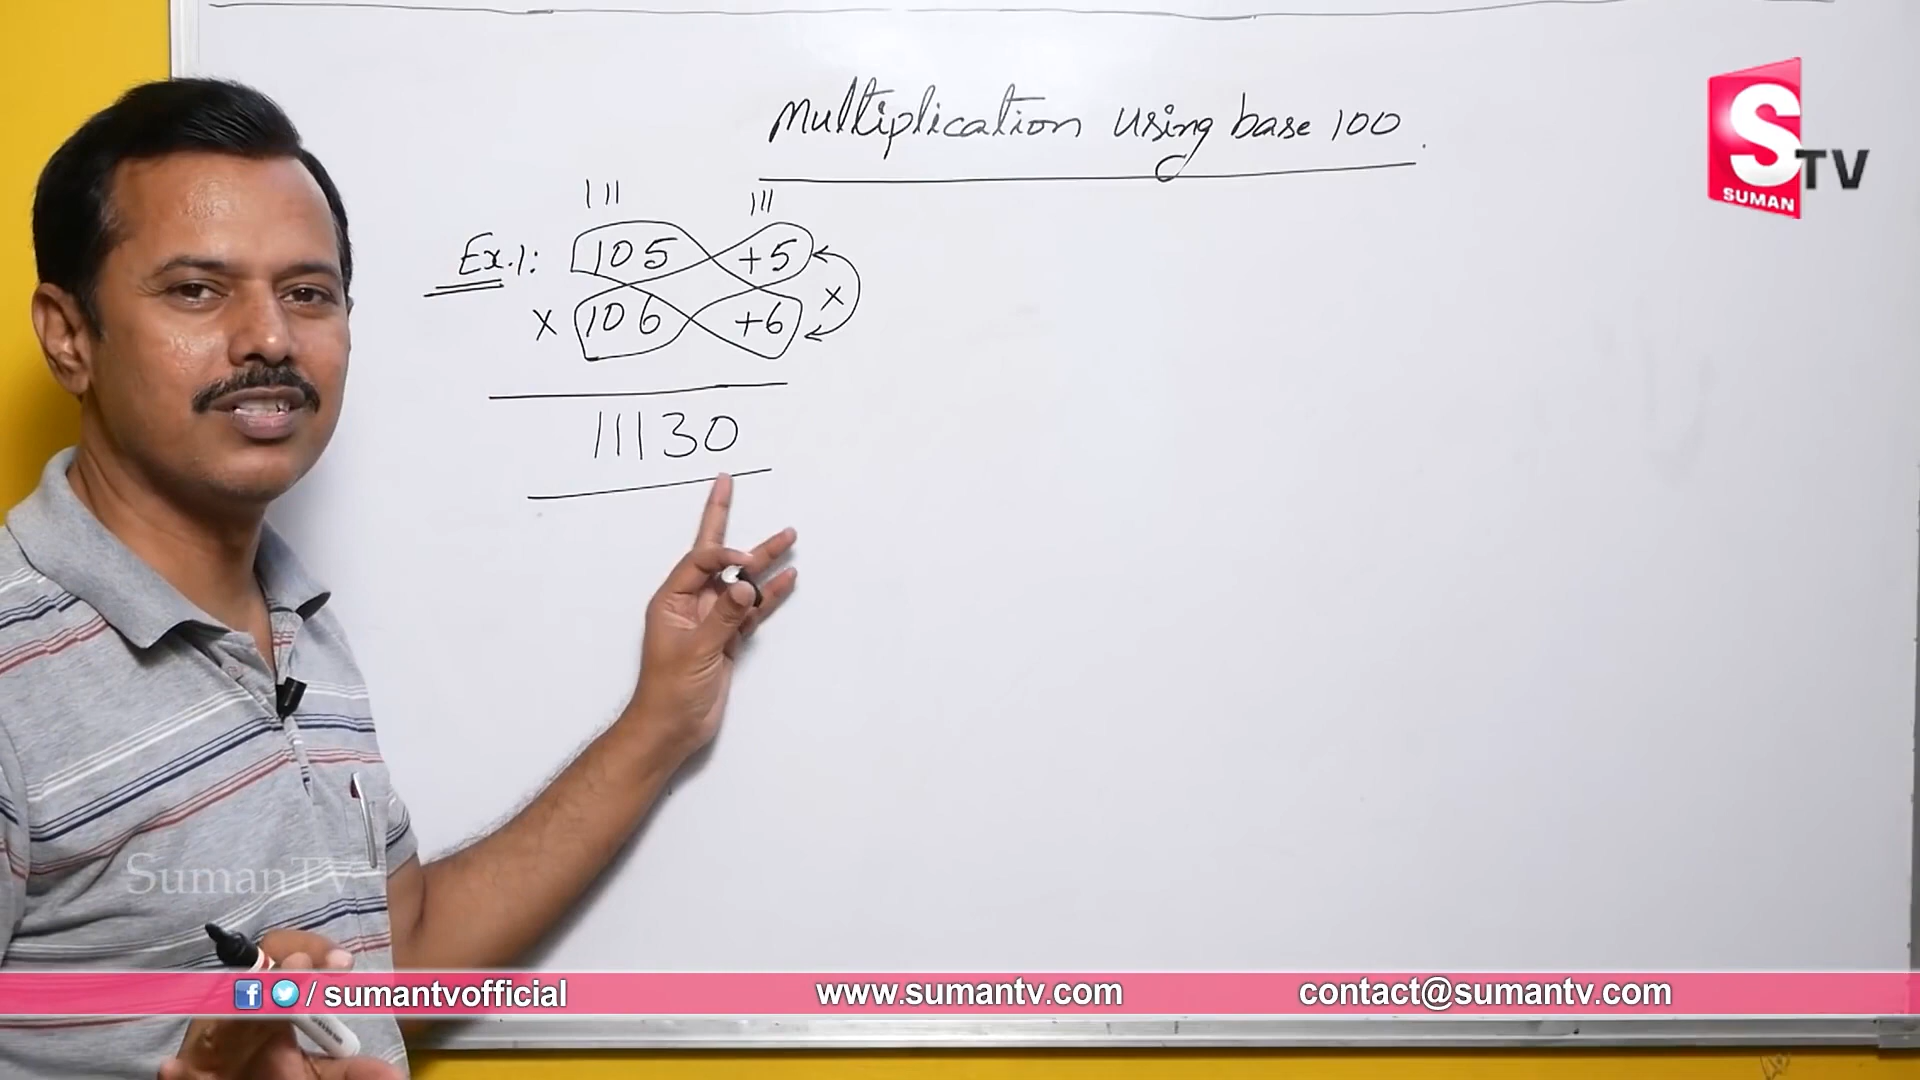 Multiplication using base 100.
S
SUMAN
TV
111 111
Ex.1: 105 +5
x 106 +6 x
11130
SumanTV
f / sumantvofficial www.sumantv.com contact@sumantv.com